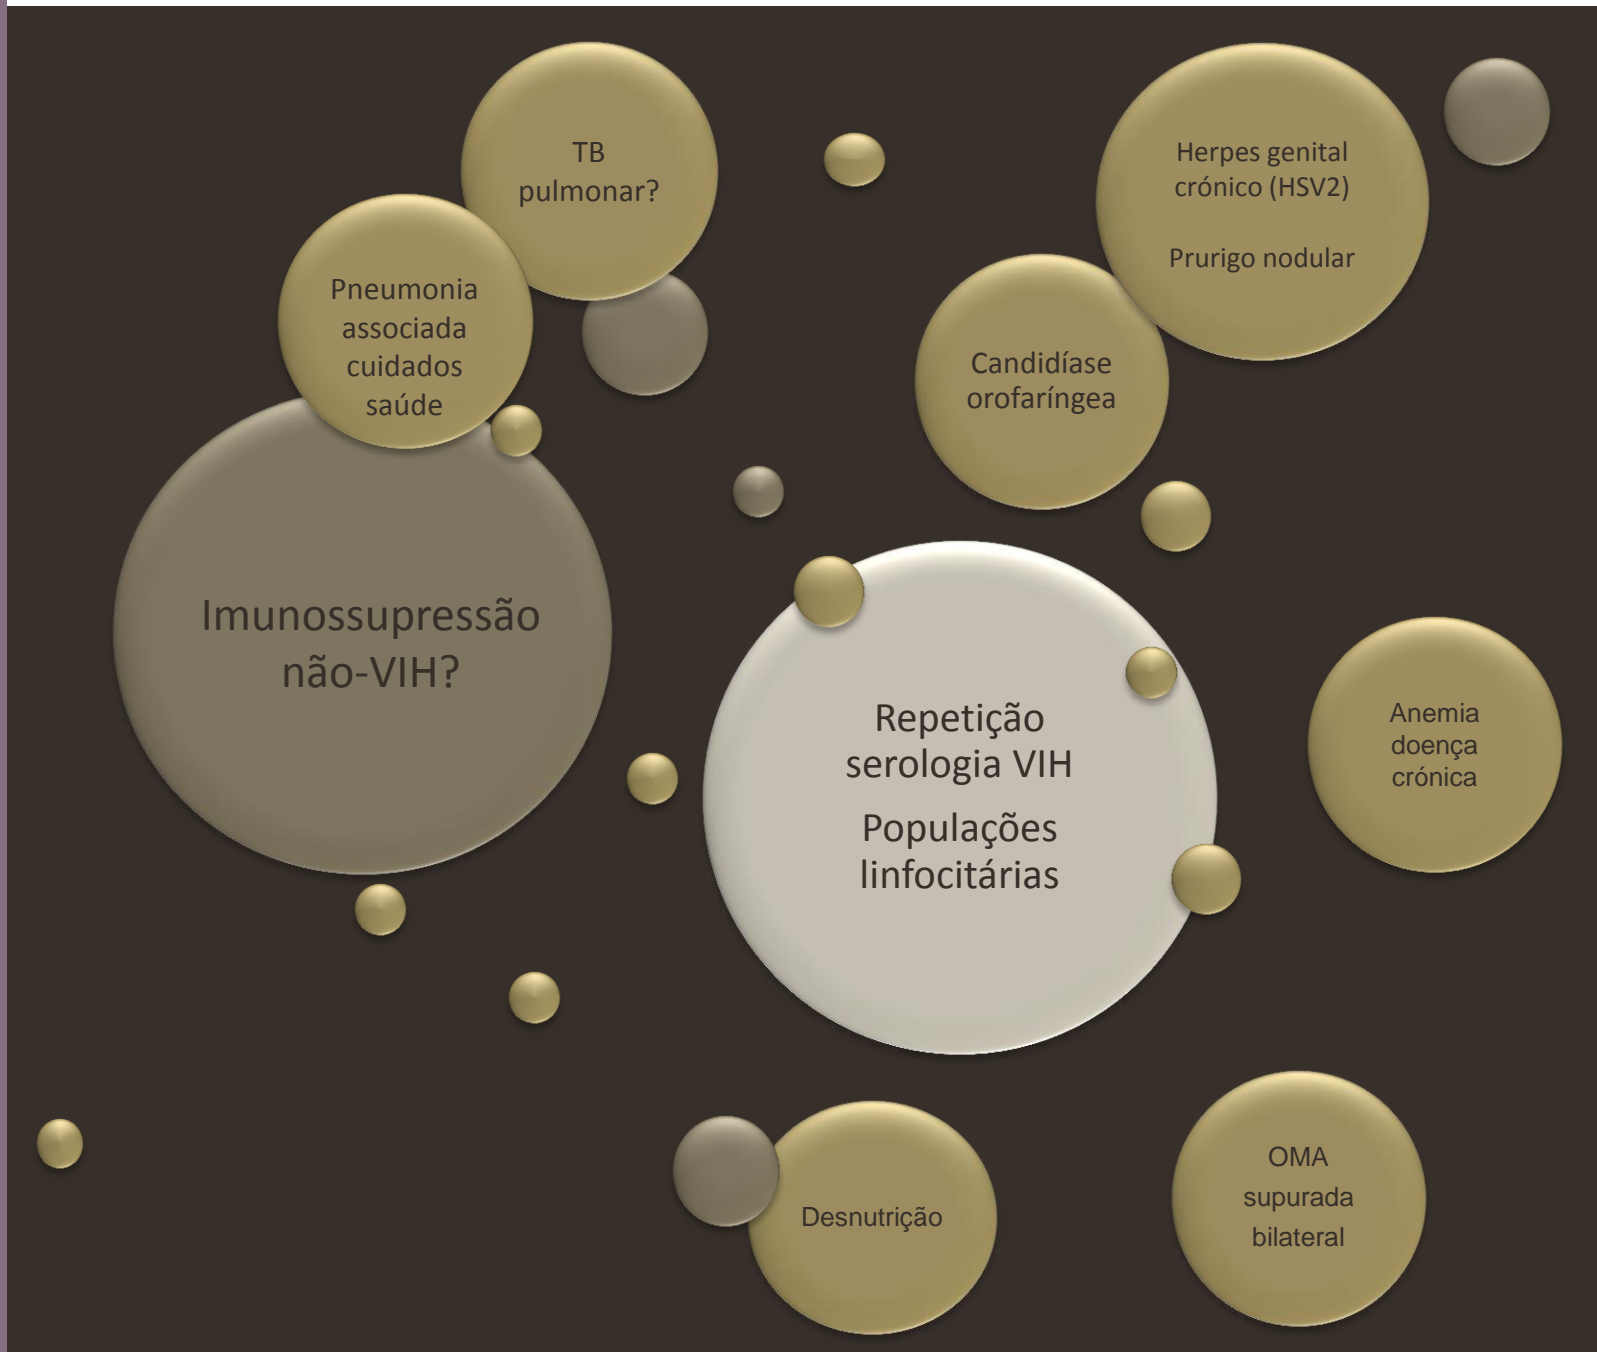 TB
pulmonar?
Pneumonia
associada
cuidados
saúde
Herpes genital
crónico (HSV2)
Prurigo nodular
Candidíase
orofaríngea
Imunossupressão
não-VIH?
Repetição
serologia VIH
Populações
linfocitárias
Anemia
doença
crónica
Desnutrição
OMA
supurada
bilateral